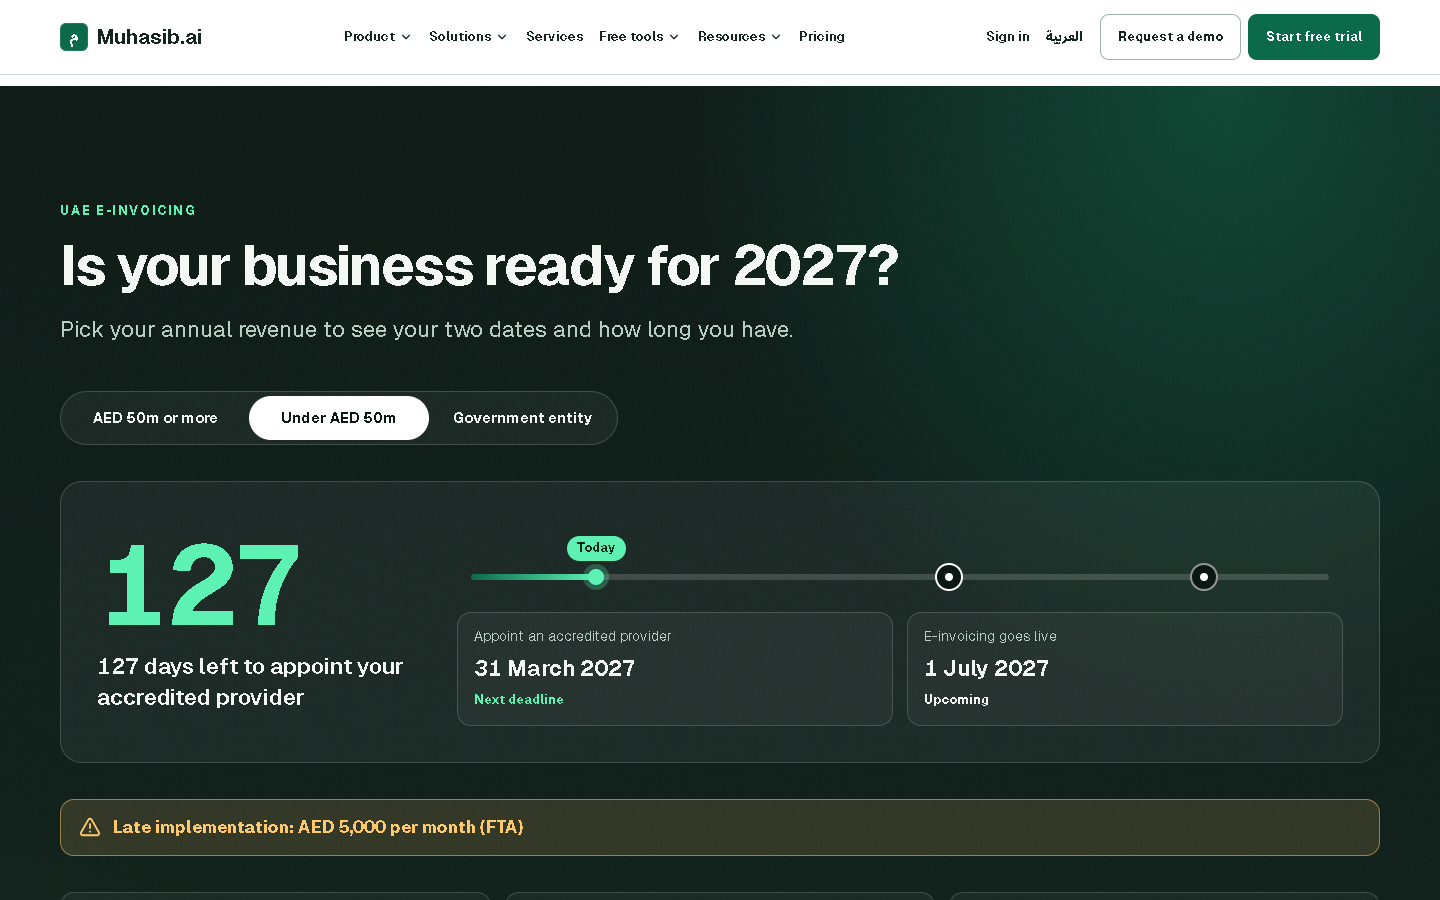 م Muhasib.ai
Product Solutions Services Free tools Resources Pricing
Sign in العربية Request a demo Start free trial
UAE E-INVOICING
Is your business ready for 2027?
Pick your annual revenue to see your two dates and how long you have.
AED 50m or more Under AED 50m Government entity
127
127 days left to appoint your
accredited provider
Today
Appoint an accredited provider
31 March 2027
Next deadline
E-invoicing goes live
1 July 2027
Upcoming
Late implementation: AED 5,000 per month (FTA)